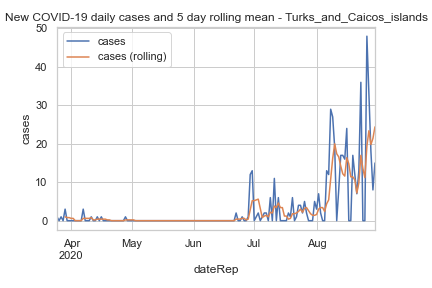 New COVID-19 daily cases and 5 day rolling mean - Turks_and_Caicos_islands
cases
cases (rolling)
50
40
30
20
10
0
cases
Apr
2020
May
Jun
Jul
Aug
dateRep